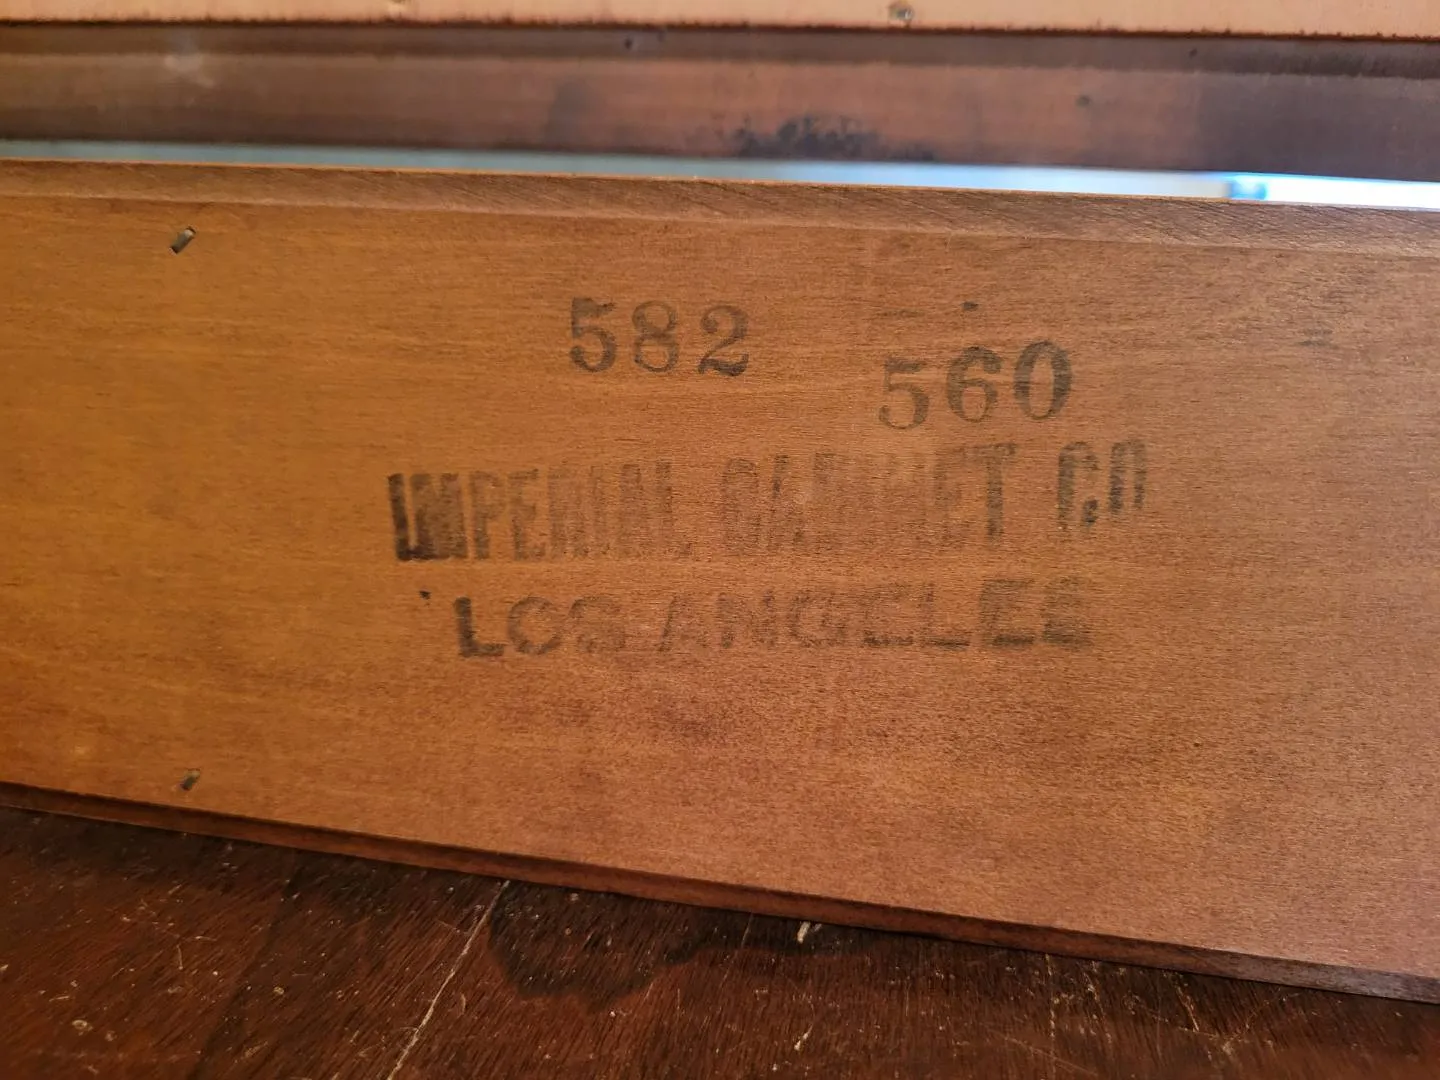 582
560
IMPERIAL CABINET CO
LOS ANGELES